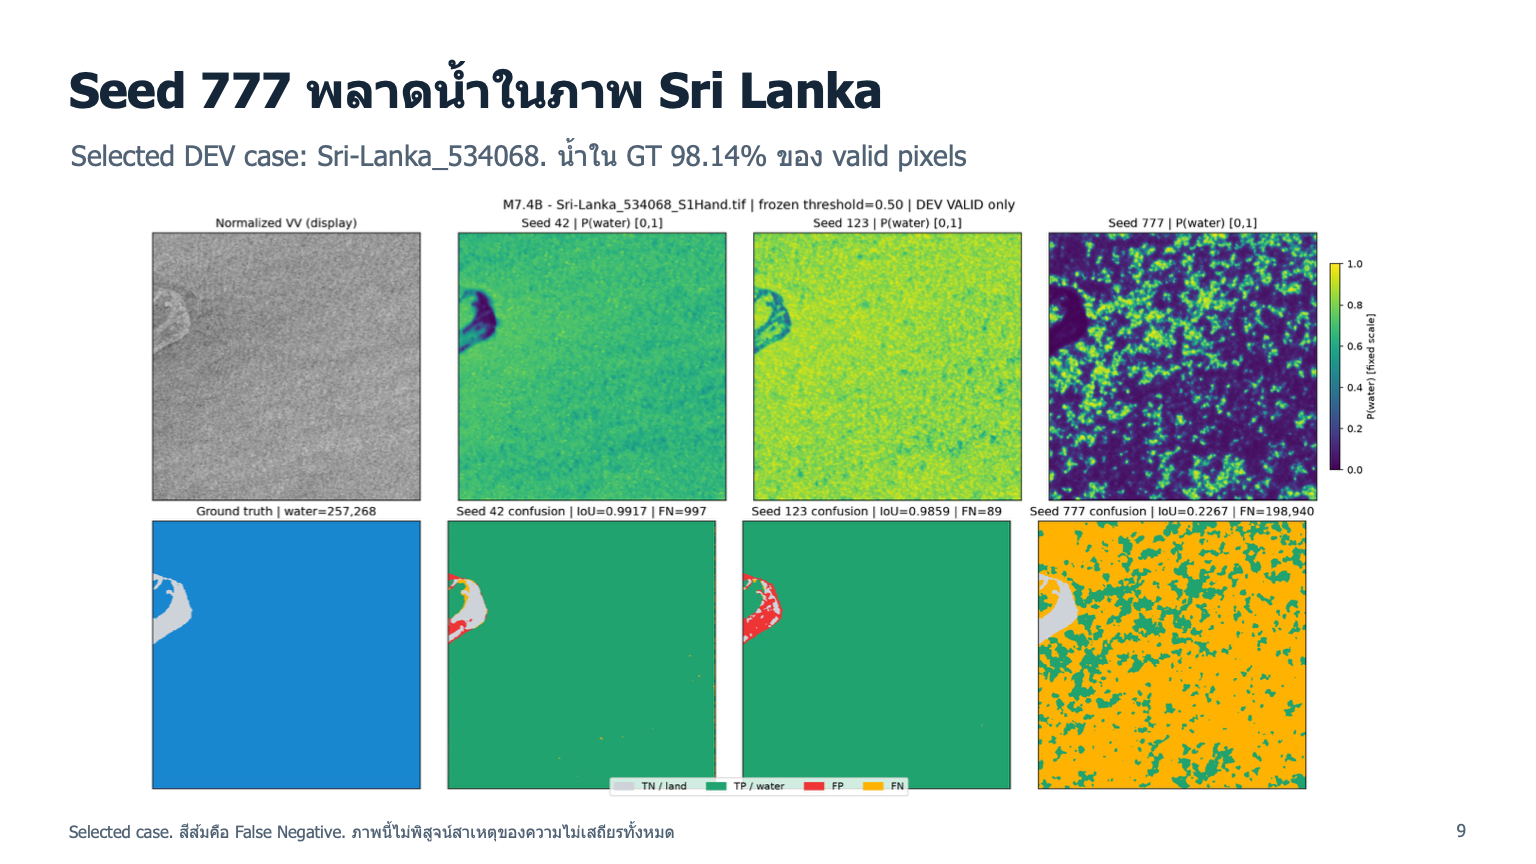 Seed 777 พลาดน้ำในภาพ Sri Lanka
Selected DEV case: Sri-Lanka_534068. น้ำใน GT 98.14% ของ valid pixels
M7.4B - Sri-Lanka_534068_S1Hand.tif | frozen threshold=0.50 | DEV VALID only
Normalized VV (display)
Seed 42 | P(water) [0,1]
Seed 123 | P(water) [0,1]
Seed 777 | P(water) [0,1]
1.0
0.8
0.6
0.4
0.2
0.0
P(water) [fixed scale]
Ground truth | water=257,268
Seed 42 confusion | IoU=0.9917 | FN=997
Seed 123 confusion | IoU=0.9859 | FN=89
Seed 777 confusion | IoU=0.2267 | FN=198,940
TN / land
TP / water
FP
FN
Selected case. สีส้มคือ False Negative. ภาพนี้ไม่พิสูจน์สาเหตุของความไม่เสถียรทั้งหมด
9